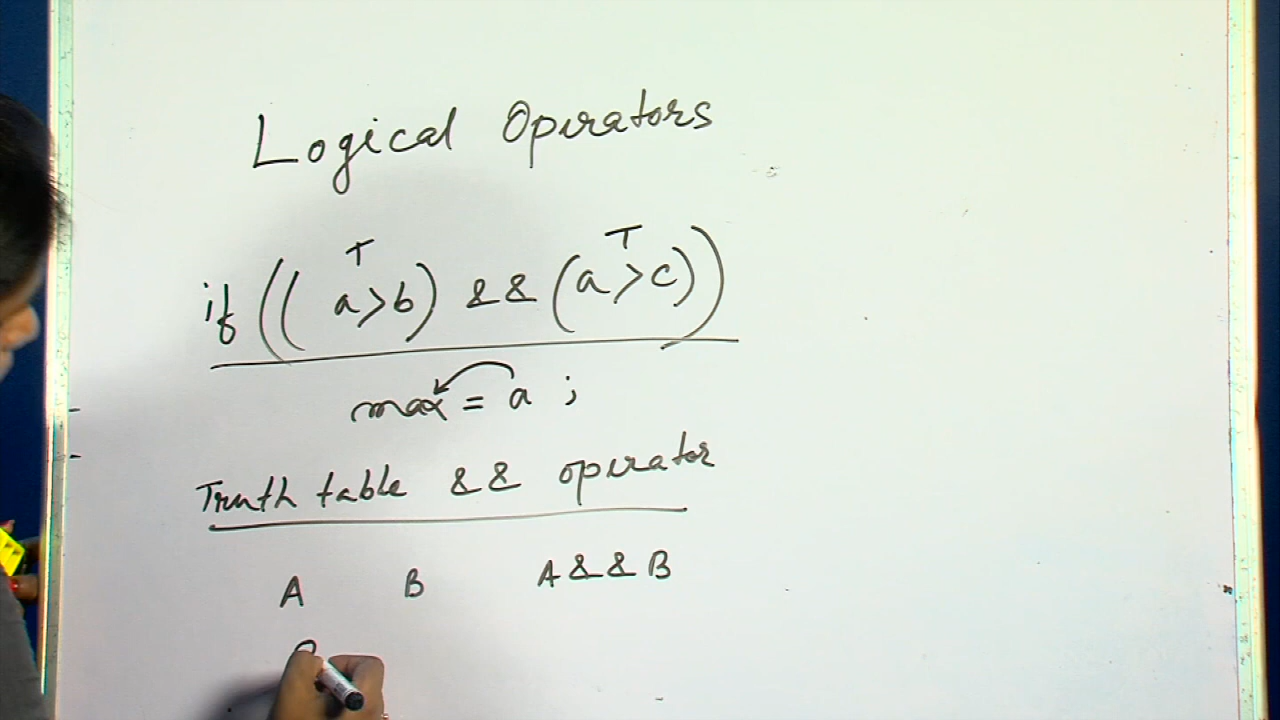 Logical Operators
T T
if (( a>b) && (a>c))
max = a ;
Truth table && operator
A B A&&B